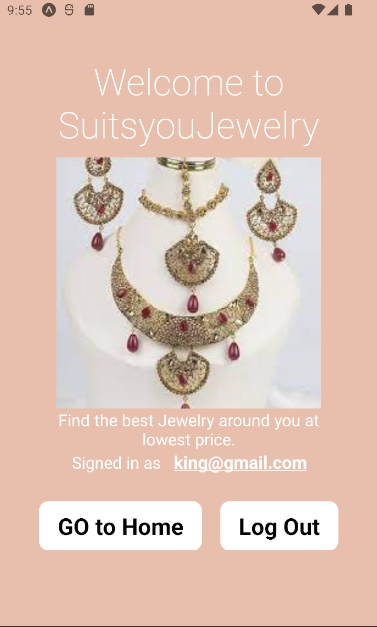 9:55
Welcome to
SuitsyouJewelry
Find the best Jewelry around you at
lowest price.
Signed in as king@gmail.com
GO to Home Log Out